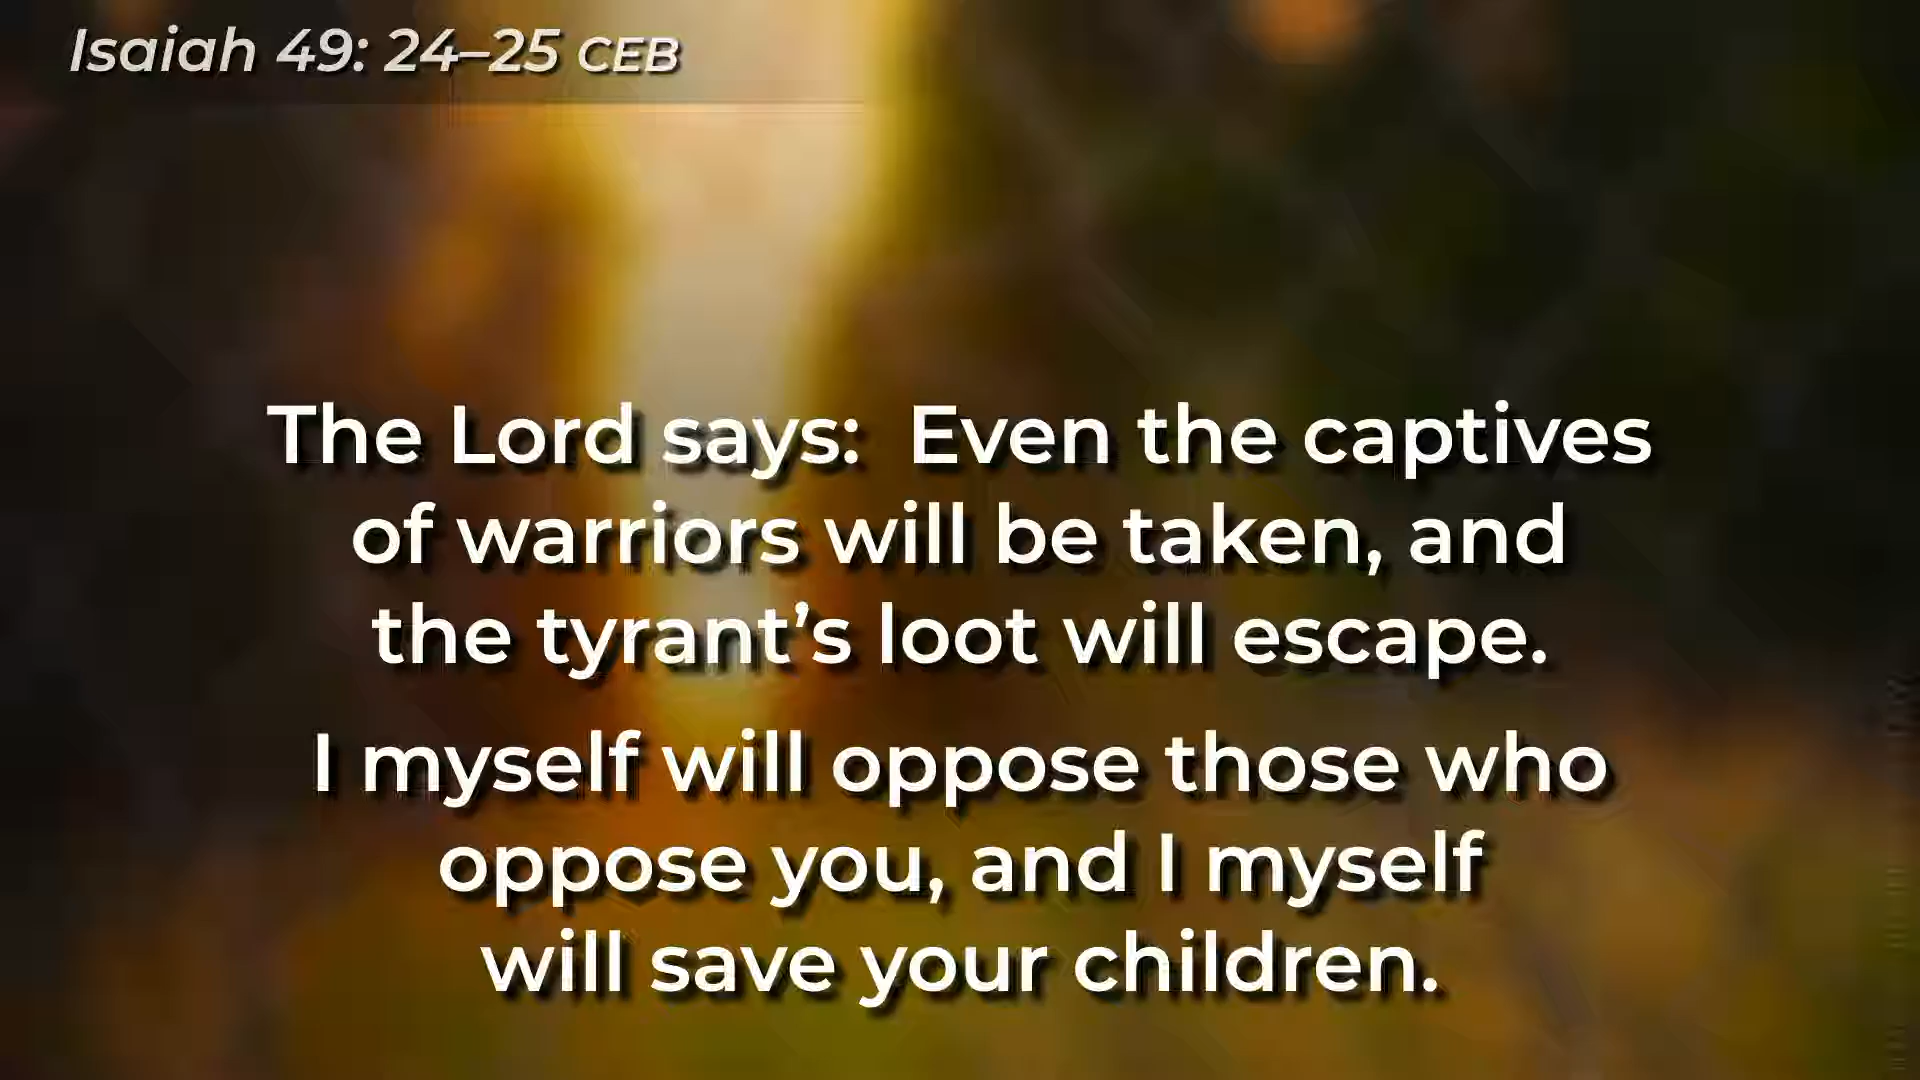 Isaiah 49: 24–25 CEB
The Lord says:  Even the captives
of warriors will be taken, and
the tyrant’s loot will escape.
I myself will oppose those who
oppose you, and I myself
will save your children.